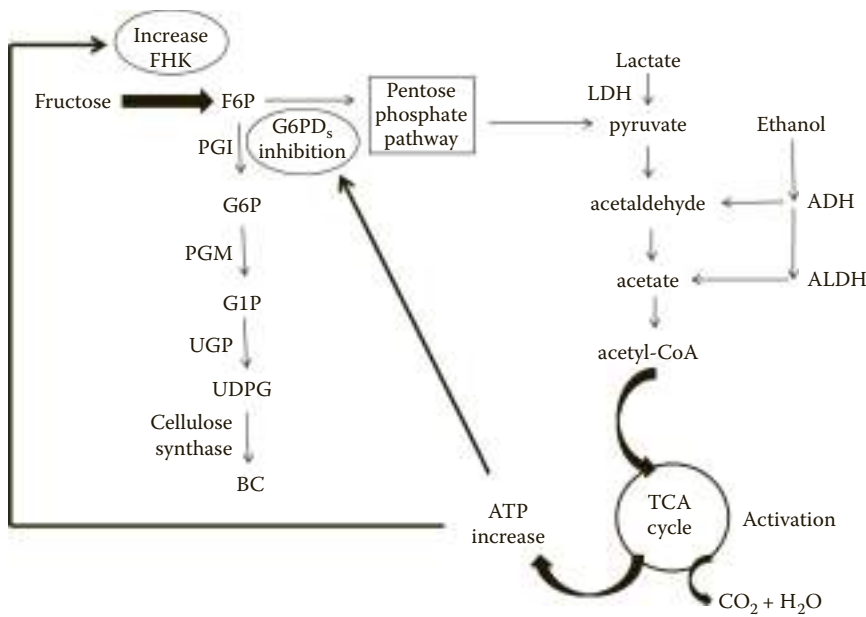 Increase
FHK
Fructose
F6P
G6PDs
inhibition
Pentose
phosphate
pathway
Lactate
LDH
pyruvate
Ethanol
PGI
acetaldehyde
ADH
G6P
PGM
acetate
ALDH
G1P
UGP
acetyl-CoA
UDPG
Cellulose
synthase
BC
ATP
increase
TCA
cycle
Activation
CO2 + H2O